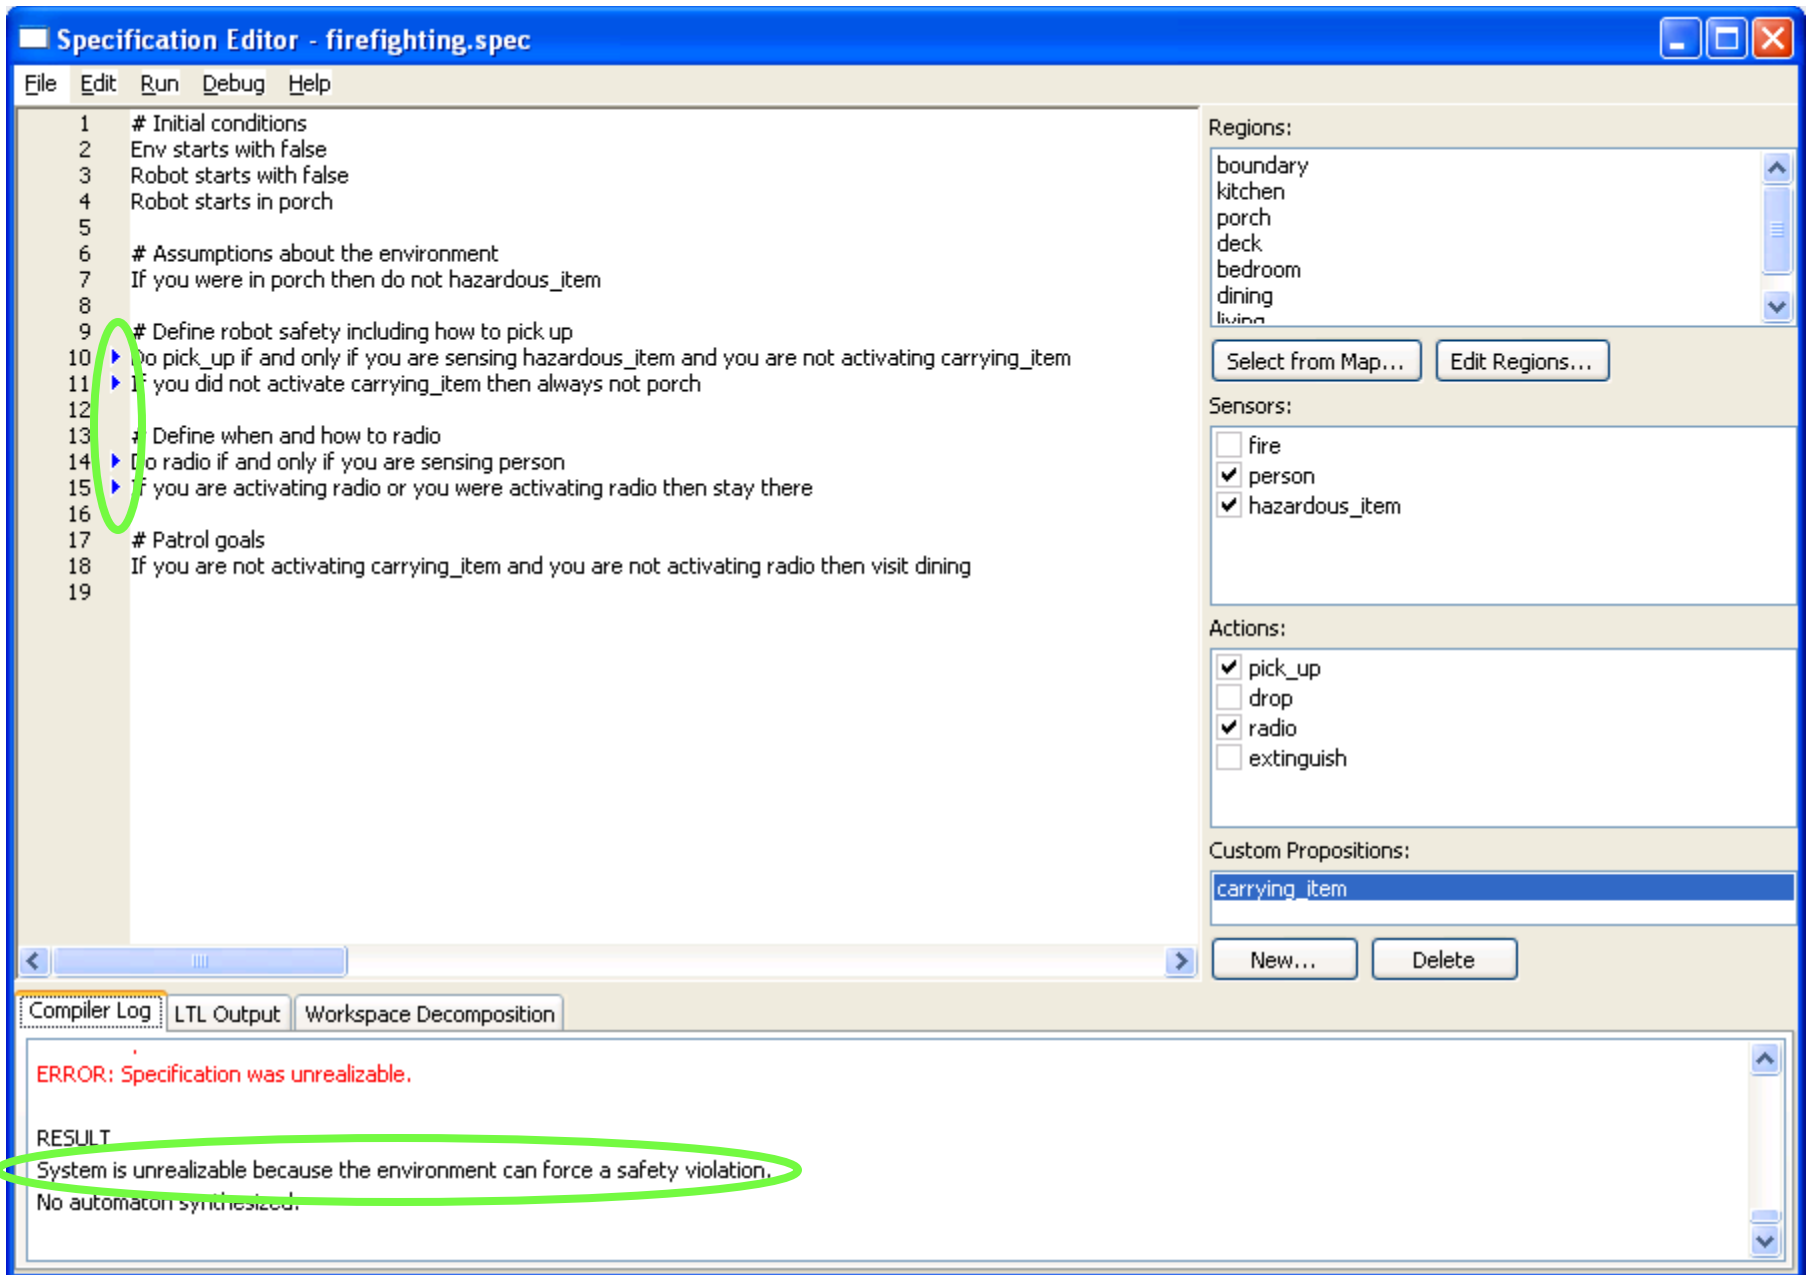 Specification Editor - firefighting.spec
File Edit Run Debug Help
1 # Initial conditions
2 Env starts with false
3 Robot starts with false
4 Robot starts in porch
5
6 # Assumptions about the environment
7 If you were in porch then do not hazardous_item
8
9 # Define robot safety including how to pick up
10 Do pick_up if and only if you are sensing hazardous_item and you are not activating carrying_item
11 If you did not activate carrying_item then always not porch
12
13 # Define when and how to radio
14 Do radio if and only if you are sensing person
15 If you are activating radio or you were activating radio then stay there
16
17 # Patrol goals
18 If you are not activating carrying_item and you are not activating radio then visit dining
19
Regions:
boundary
kitchen
porch
deck
bedroom
dining
living
Select from Map... Edit Regions...
Sensors:
fire
person
hazardous_item
Actions:
pick_up
drop
radio
extinguish
Custom Propositions:
carrying_item
New... Delete
Compiler Log LTL Output Workspace Decomposition
ERROR: Specification was unrealizable.
RESULT
System is unrealizable because the environment can force a safety violation.
No automaton synthesized.